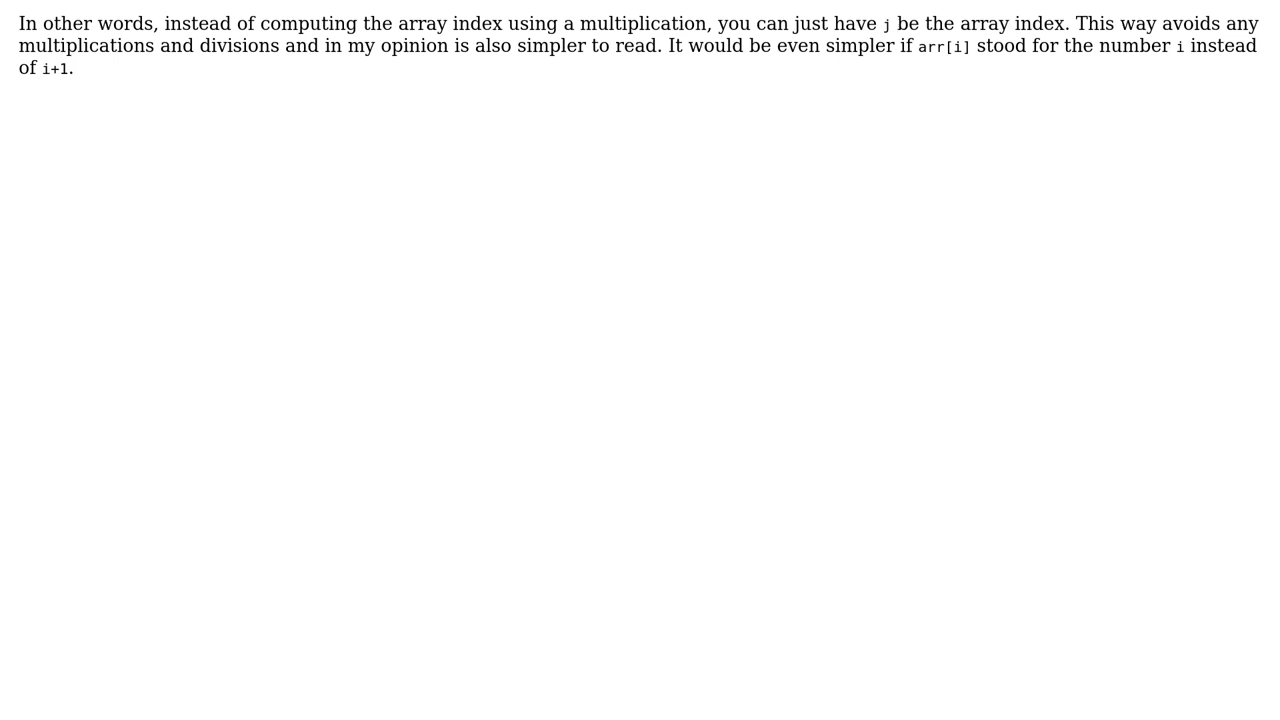 In other words, instead of computing the array index using a multiplication, you can just have j be the array index. This way avoids any
multiplications and divisions and in my opinion is also simpler to read. It would be even simpler if arr[i] stood for the number i instead
of i+1.